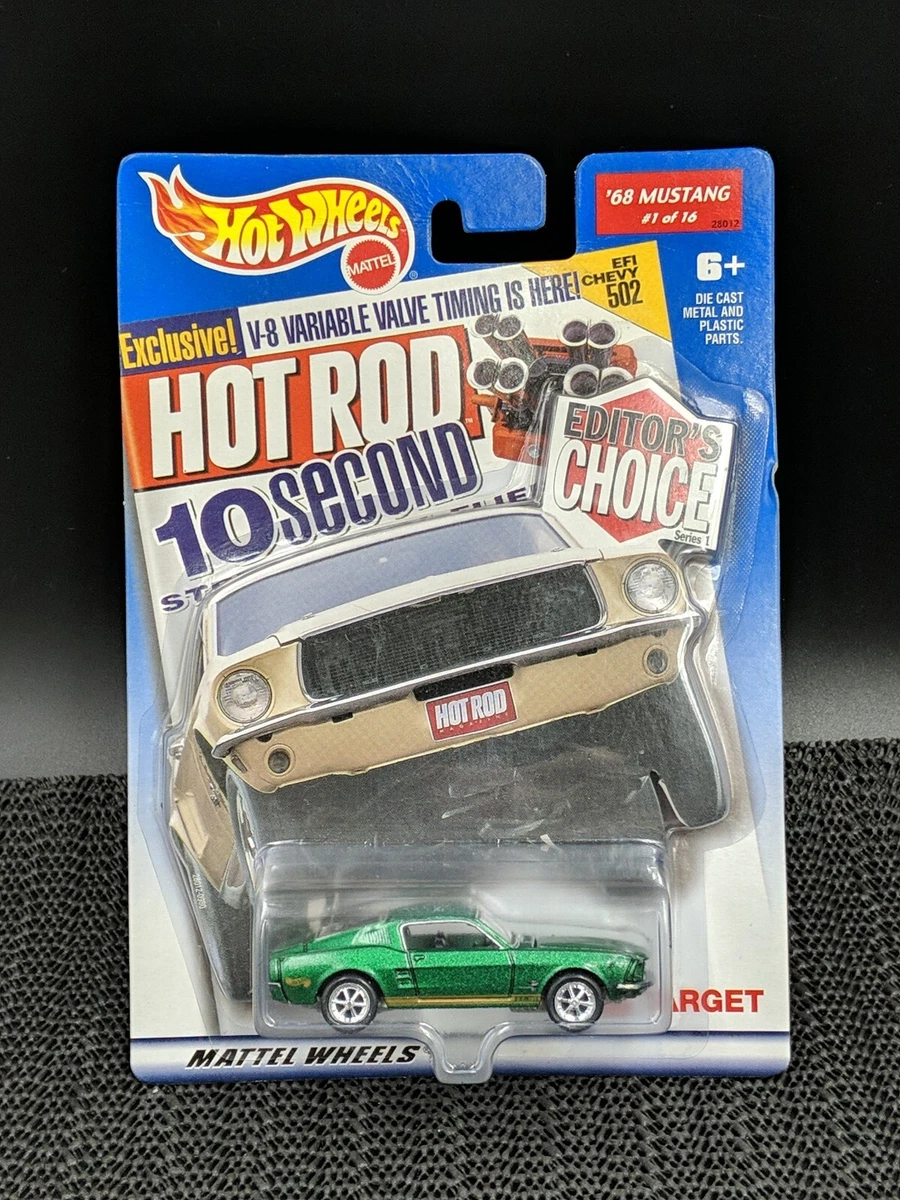 HOT WHEELS
MATTEL
®
'68 MUSTANG
#1 of 16
28012
6+
DIE CAST
METAL AND
PLASTIC
PARTS.
EFI
CHEVY
502
Exclusive! V-8 VARIABLE VALVE TIMING IS HERE!
HOT ROD
10 SECOND
EDITOR'S
CHOICE
Series 1
HOT ROD
MAGAZINE
ARGET
MATTEL WHEELS